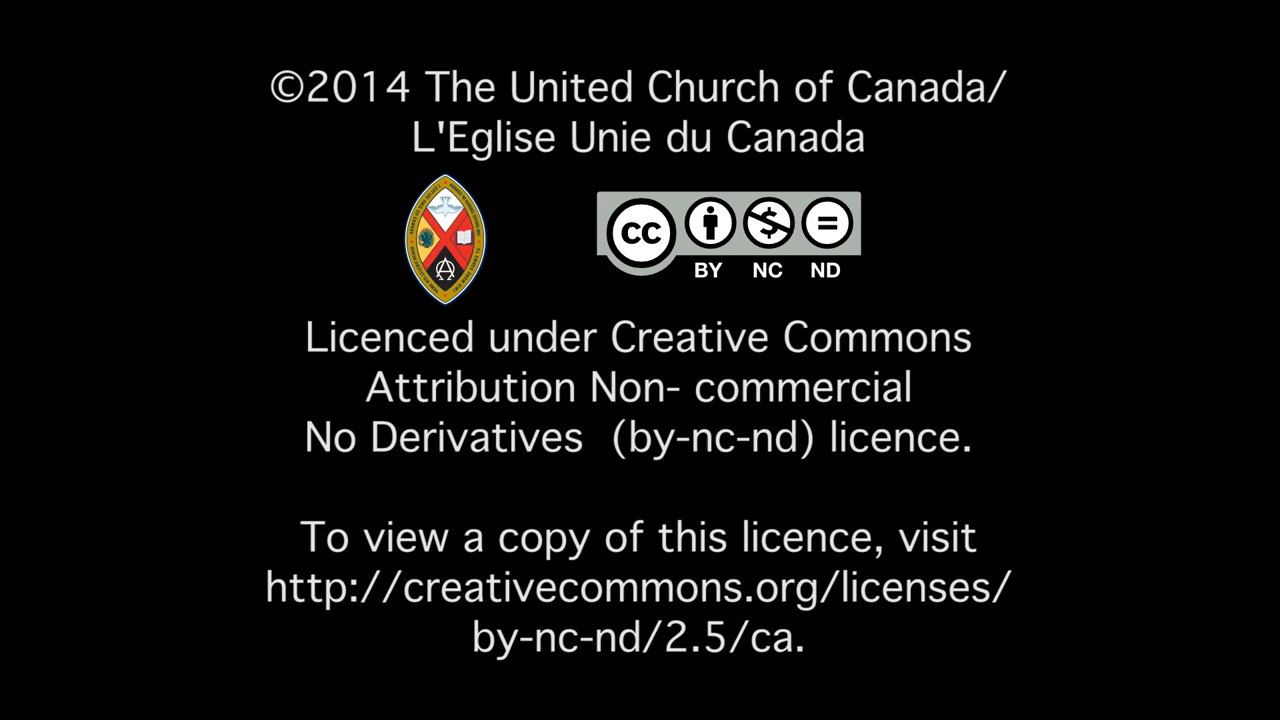 ©2014 The United Church of Canada/
L'Eglise Unie du Canada
cc
BY NC ND
Licenced under Creative Commons
Attribution Non- commercial
No Derivatives  (by-nc-nd) licence.
To view a copy of this licence, visit
http://creativecommons.org/licenses/
by-nc-nd/2.5/ca.